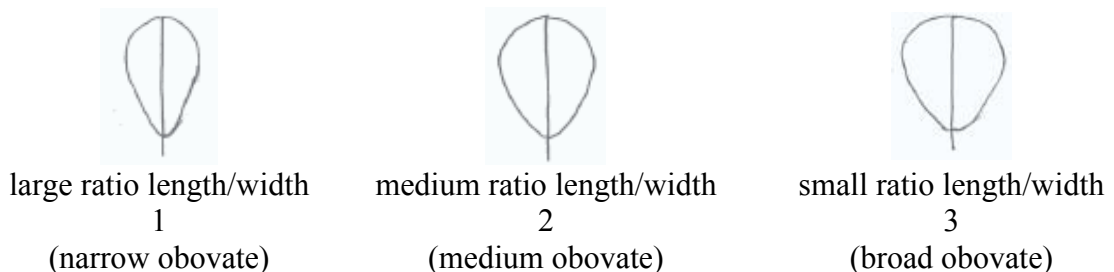 large ratio length/width
1
(narrow obovate)
medium ratio length/width
2
(medium obovate)
small ratio length/width
3
(broad obovate)